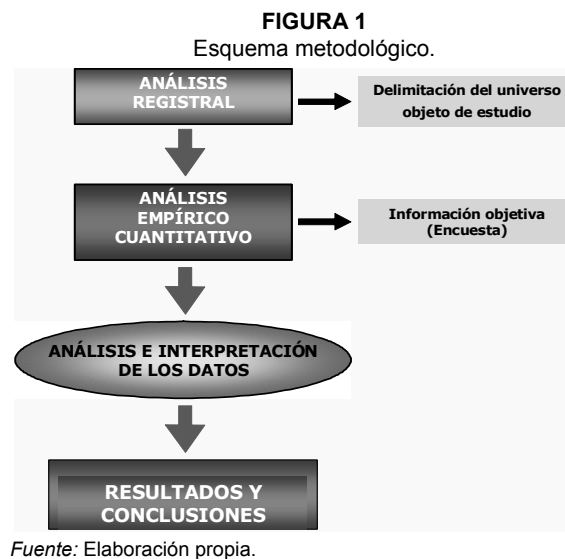 FIGURA 1
Esquema metodológico.
ANÁLISIS
REGISTRAL
Delimitación del universo
objeto de estudio
ANÁLISIS
EMPÍRICO
CUANTITATIVO
Información objetiva
(Encuesta)
ANÁLISIS E INTERPRETACIÓN
DE LOS DATOS
RESULTADOS Y
CONCLUSIONES
Fuente: Elaboración propia.